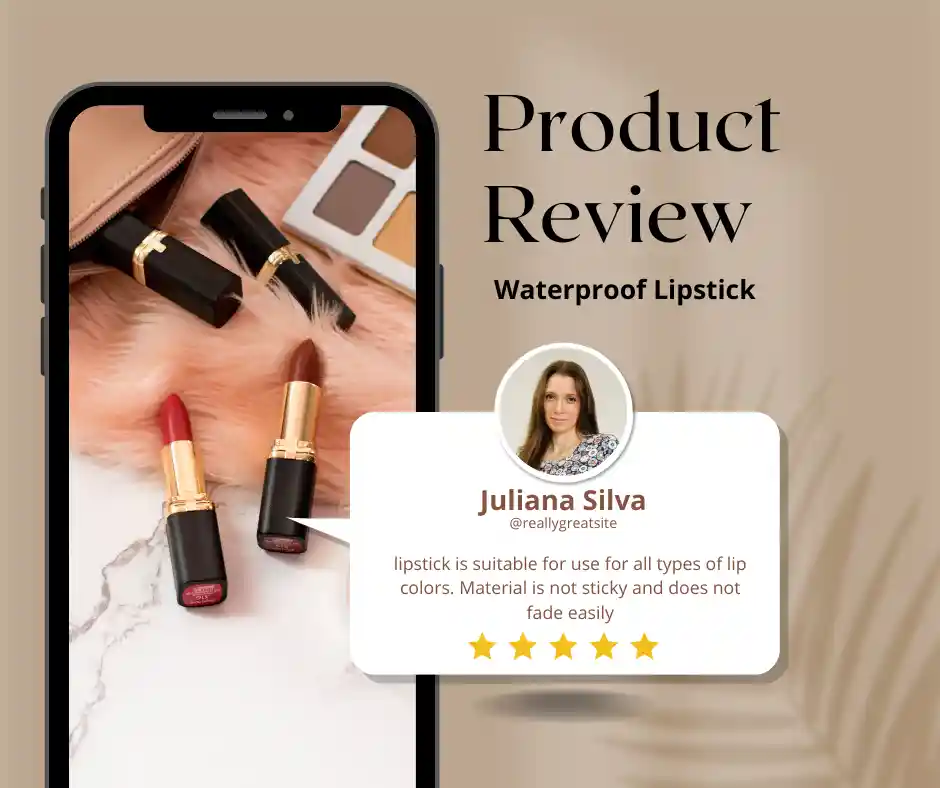 Product
Review
Waterproof Lipstick
Juliana Silva
@reallygreatsite
lipstick is suitable for use for all types of lip
colors. Material is not sticky and does not
fade easily